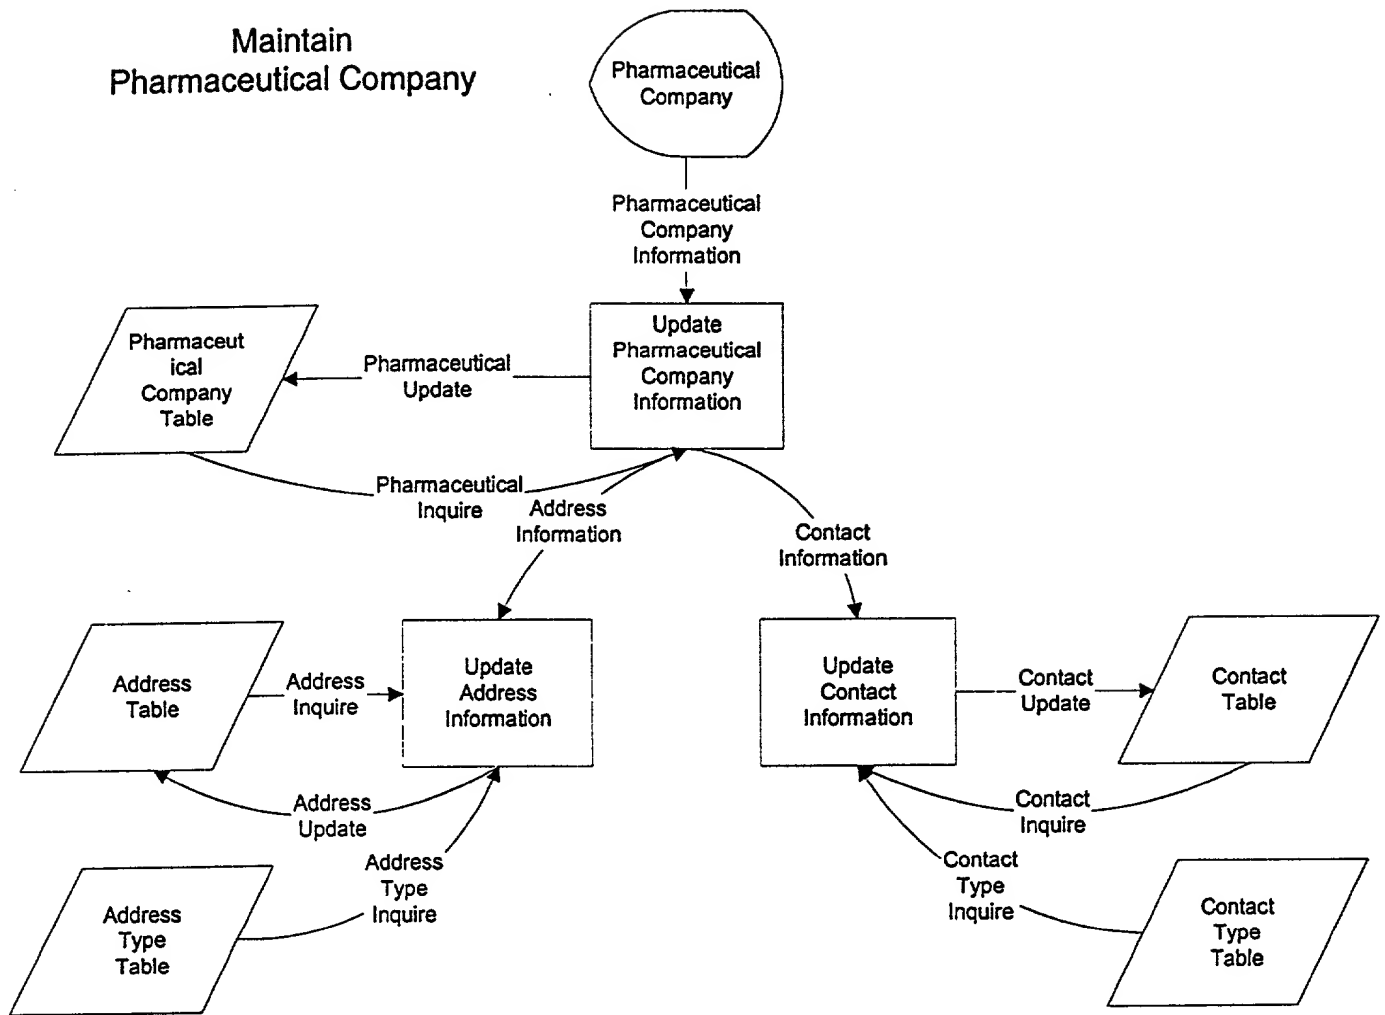 Maintain
Pharmaceutical Company
Pharmaceutical
Company
Pharmaceutical
Company
Information
Update
Pharmaceutical
Company
Information
Pharmaceut
ical
Company
Table
Pharmaceutical
Update
Pharmaceutical
Inquire
Address
Information
Contact
Information
Address
Table
Address
Inquire
Update
Address
Information
Update
Contact
Information
Contact
Update
Contact
Table
Address
Update
Contact
Inquire
Address
Type
Inquire
Contact
Type
Inquire
Address
Type
Table
Contact
Type
Table